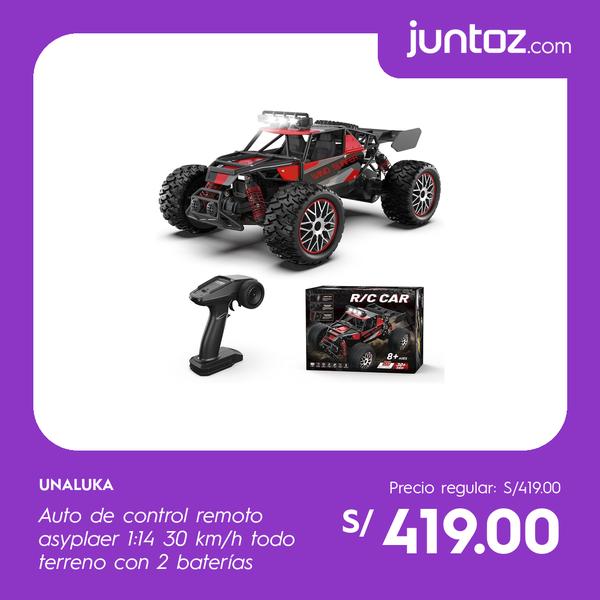 juntoz.com
R/C CAR
8+
UNALUKA
Auto de control remoto
asyplaer 1:14 30 km/h todo
terreno con 2 baterías
Precio regular: S/419.00
S/ 419.00